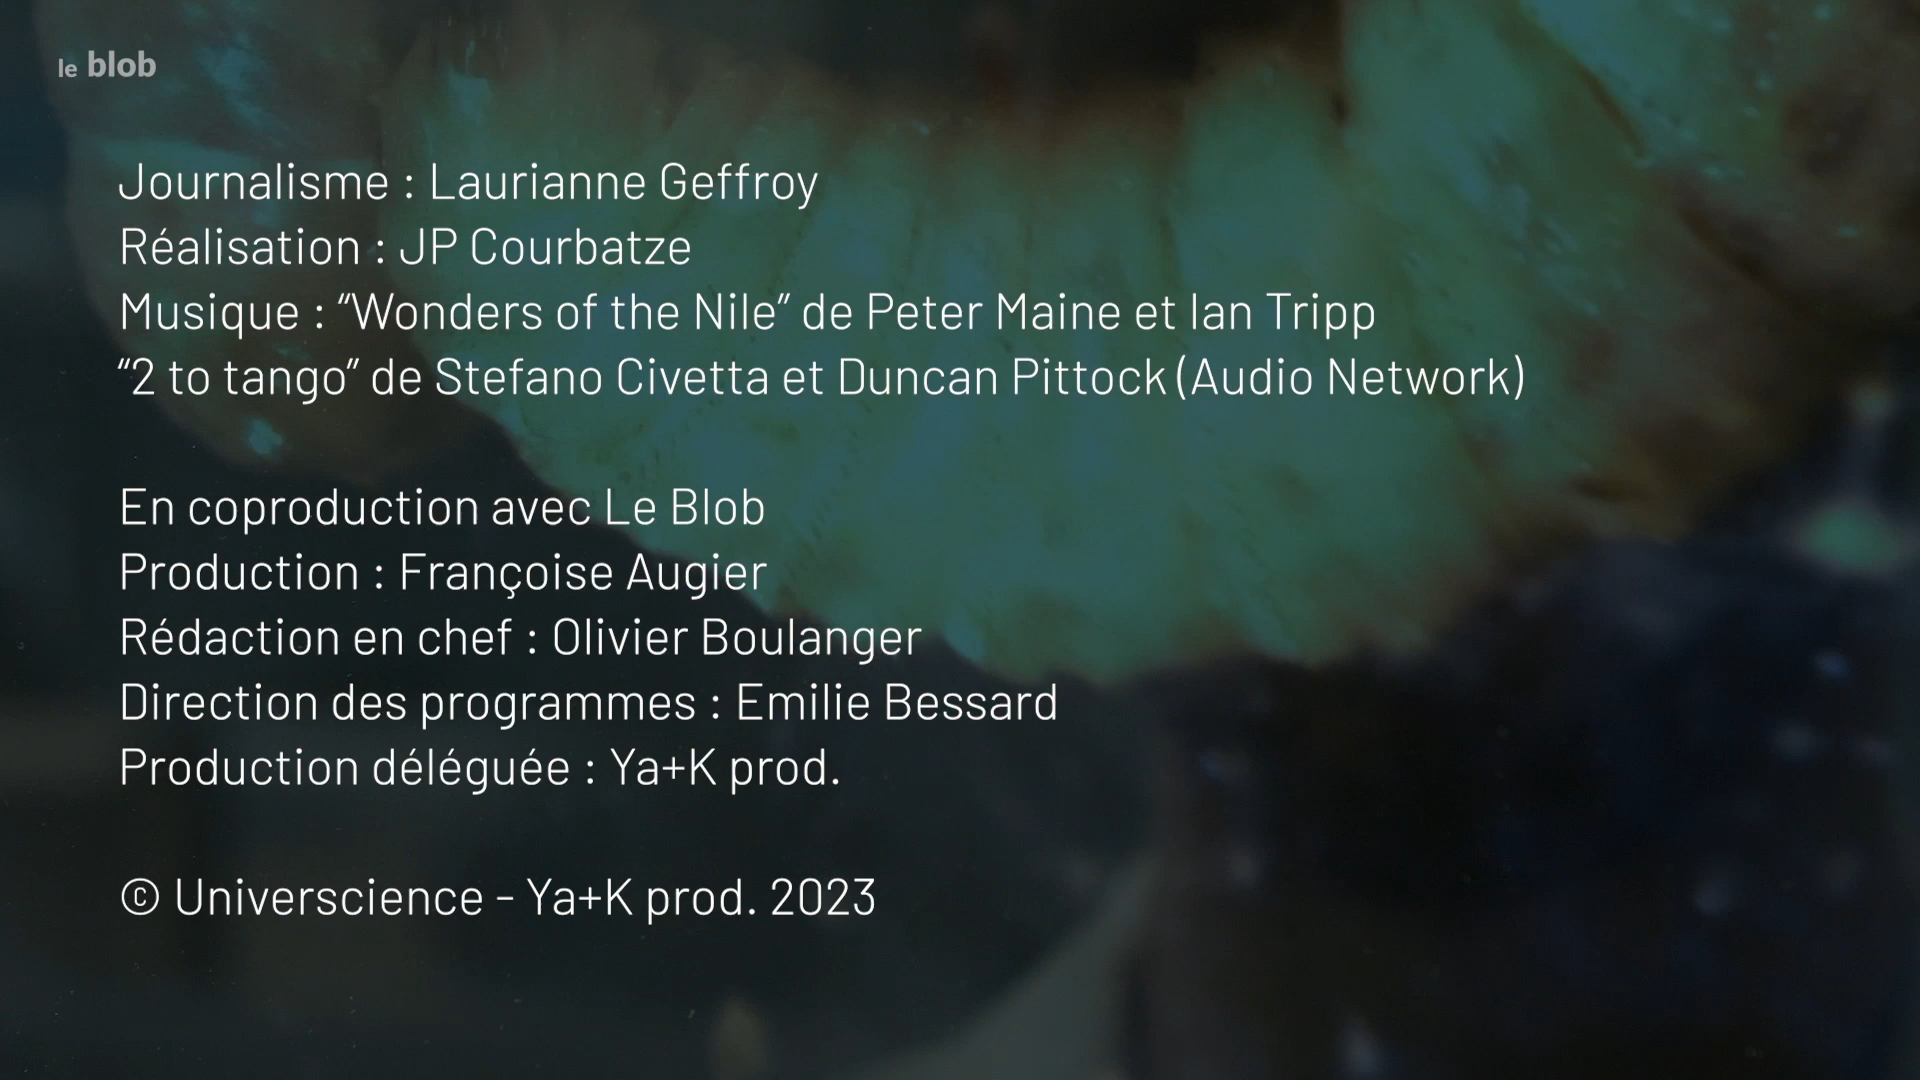 le blob
Journalisme : Laurianne Geffroy
Réalisation : JP Courbatze
Musique : “Wonders of the Nile” de Peter Maine et Ian Tripp
“2 to tango” de Stefano Civetta et Duncan Pittock (Audio Network)
En coproduction avec Le Blob
Production : Françoise Augier
Rédaction en chef : Olivier Boulanger
Direction des programmes : Emilie Bessard
Production déléguée : Ya+K prod.
© Universcience - Ya+K prod. 2023